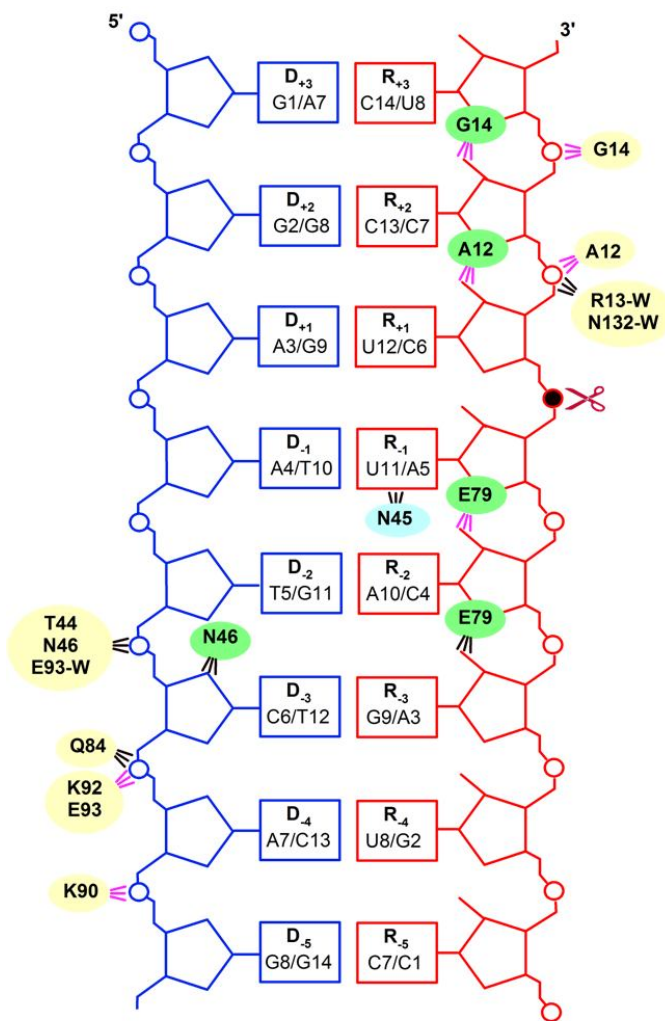 5'
3'
D+3
G1/A7
R+3
C14/U8
G14
G14
D+2
G2/G8
R+2
C13/C7
A12
A12
R13-W
N132-W
D+1
A3/G9
R+1
U12/C6
D-1
A4/T10
R-1
U11/A5
E79
N45
D-2
T5/G11
R-2
A10/C4
T44
N46
E93-W
N46
E79
D-3
C6/T12
R-3
G9/A3
Q84
K92
E93
D-4
A7/C13
R-4
U8/G2
K90
D-5
G8/G14
R-5
C7/C1